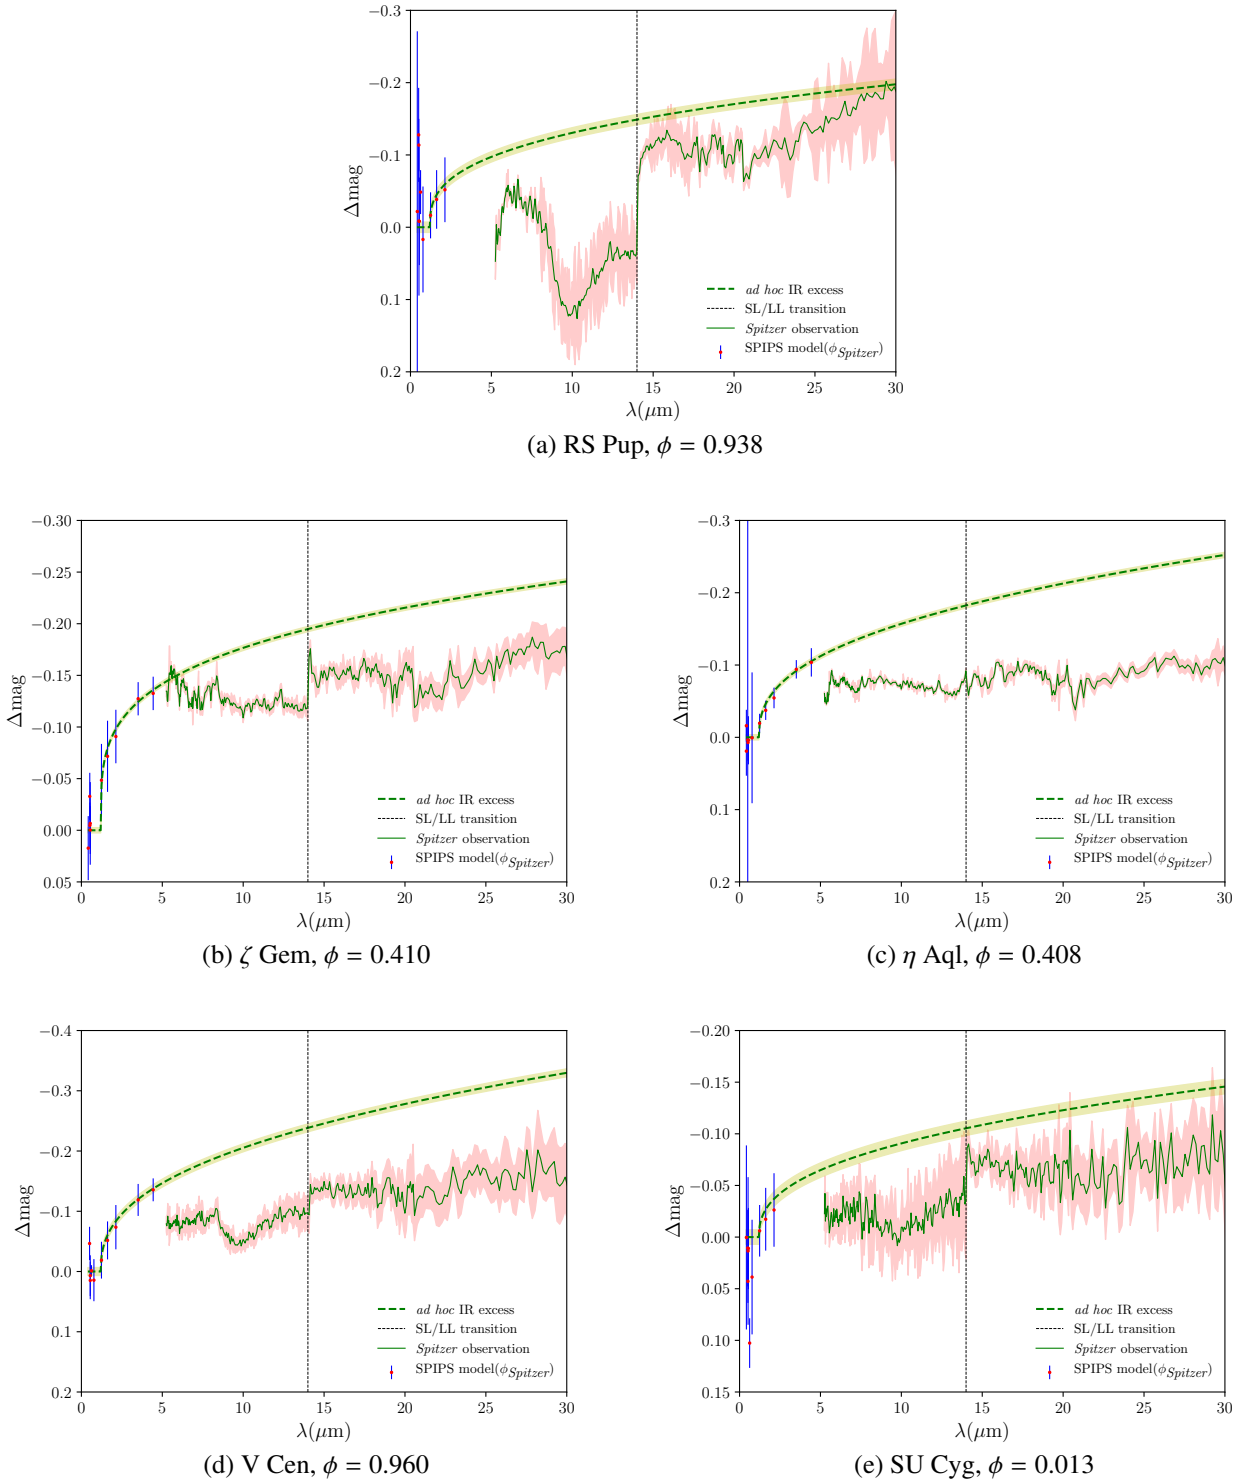 −0.3
−0.2
−0.1
0.0
0.1
0.2
Δmag
ad hoc IR excess
SL/LL transition
Spitzer observation
SPIPS model(ϕSpitzer)
0 5 10 15 20 25 30
λ(μm)
(a) RS Pup, ϕ = 0.938
−0.30
−0.25
−0.20
−0.15
−0.10
−0.05
0.00
0.05
Δmag
ad hoc IR excess
SL/LL transition
Spitzer observation
SPIPS model(ϕSpitzer)
0 5 10 15 20 25 30
λ(μm)
(b) ζ Gem, ϕ = 0.410
−0.3
−0.2
−0.1
0.0
0.1
0.2
Δmag
ad hoc IR excess
SL/LL transition
Spitzer observation
SPIPS model(ϕSpitzer)
0 5 10 15 20 25 30
λ(μm)
(c) η Aql, ϕ = 0.408
−0.4
−0.3
−0.2
−0.1
0.0
0.1
0.2
Δmag
ad hoc IR excess
SL/LL transition
Spitzer observation
SPIPS model(ϕSpitzer)
0 5 10 15 20 25 30
λ(μm)
(d) V Cen, ϕ = 0.960
−0.20
−0.15
−0.10
−0.05
0.00
0.05
0.10
0.15
Δmag
ad hoc IR excess
SL/LL transition
Spitzer observation
SPIPS model(ϕSpitzer)
0 5 10 15 20 25 30
λ(μm)
(e) SU Cyg, ϕ = 0.013